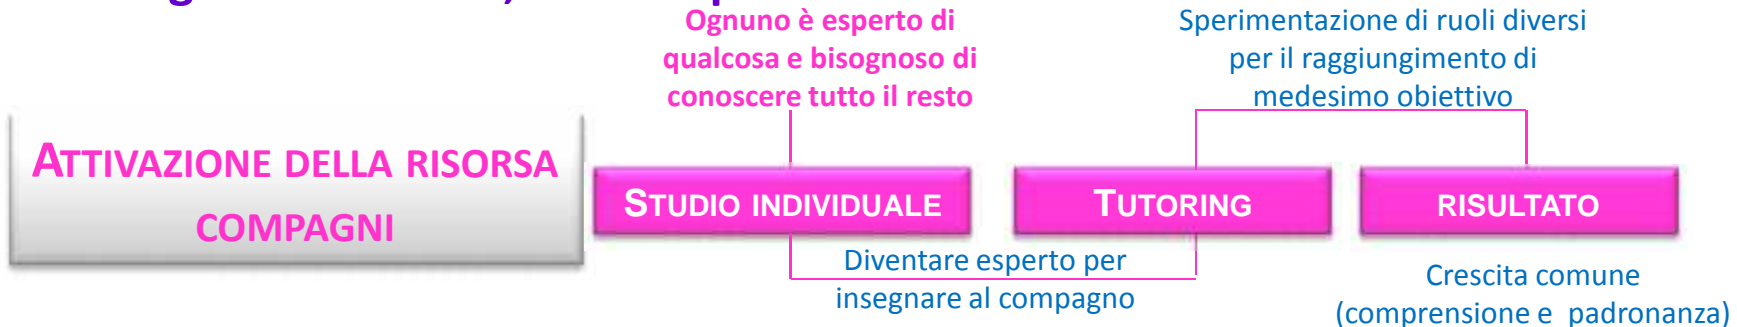 Ognuno è esperto di
qualcosa e bisognoso di
conoscere tutto il resto
Sperimentazione di ruoli diversi
per il raggiungimento di
medesimo obiettivo
ATTIVAZIONE DELLA RISORSA
COMPAGNI
STUDIO INDIVIDUALE
TUTORING
RISULTATO
Diventare esperto per
insegnare al compagno
Crescita comune
(comprensione e padronanza)